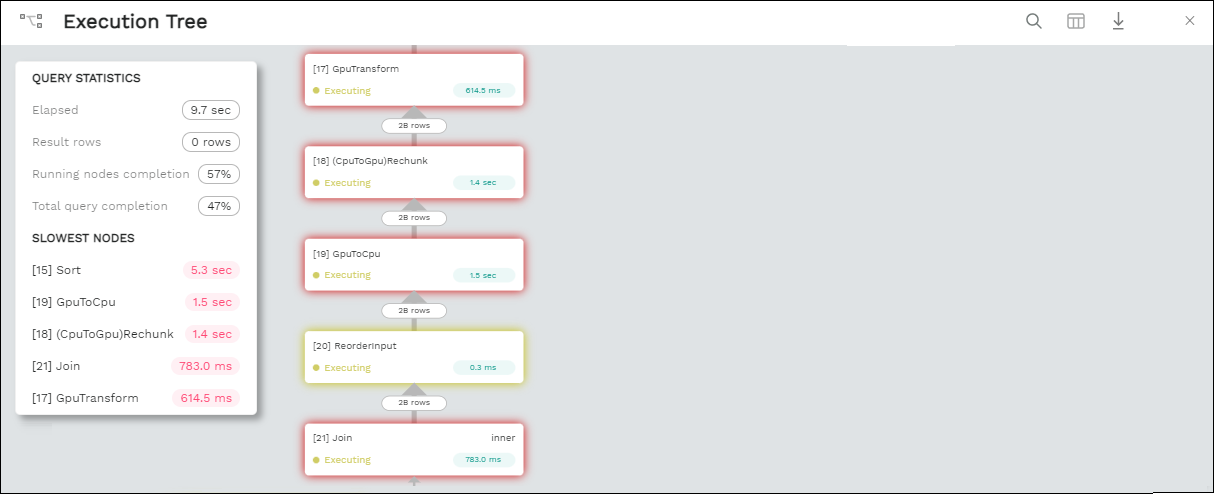 Execution Tree
QUERY STATISTICS
Elapsed 9.7 sec
Result rows 0 rows
Running nodes completion 57%
Total query completion 47%
SLOWEST NODES
[15] Sort 5.3 sec
[19] GpuToCpu 1.5 sec
[18] (CpuToGpu)Rechunk 1.4 sec
[21] Join 783.0 ms
[17] GpuTransform 614.5 ms
[17] GpuTransform
Executing 614.5 ms
2B rows
[18] (CpuToGpu)Rechunk
Executing 1.4 sec
2B rows
[19] GpuToCpu
Executing 1.5 sec
2B rows
[20] ReorderInput
Executing 0.3 ms
2B rows
[21] Join inner
Executing 783.0 ms